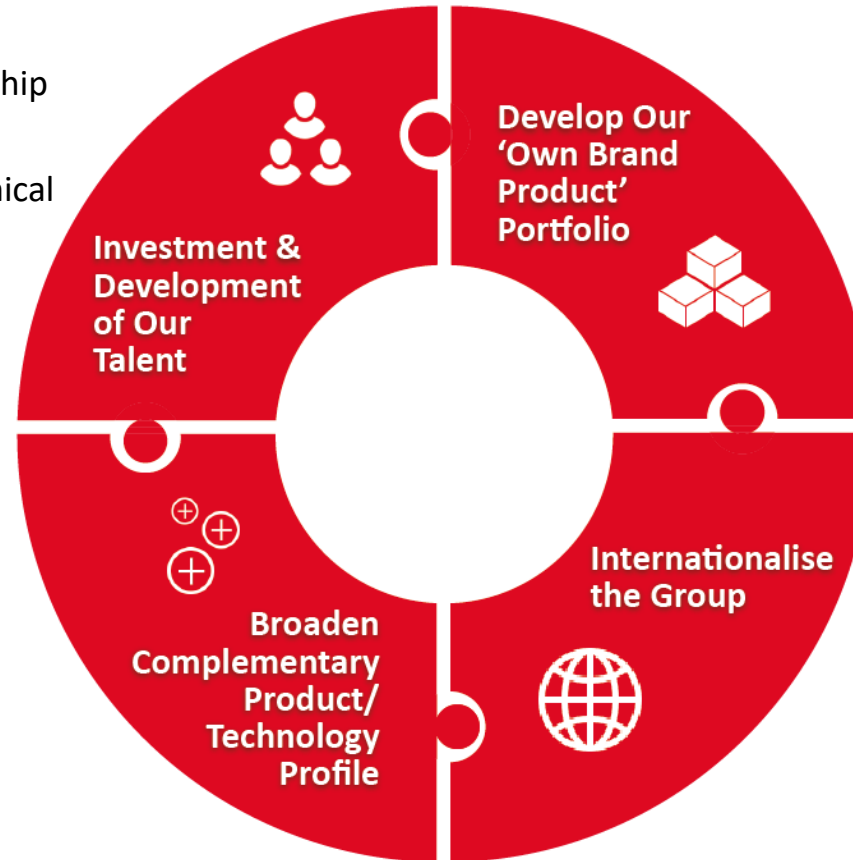 hip
nical
Develop Our
‘Own Brand
Product’
Portfolio
Investment &
Development
of Our
Talent
Internationalise
the Group
Broaden
Complementary
Product/
Technology
Profile